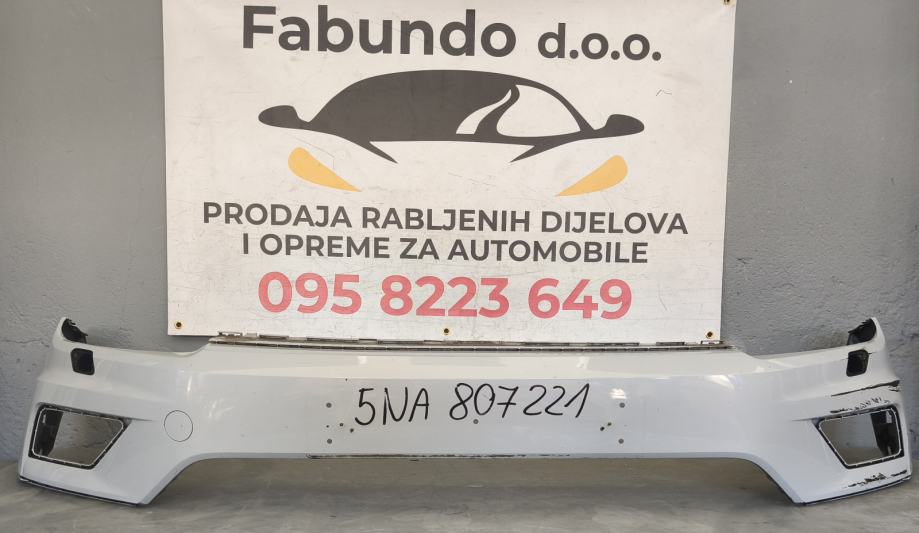 Fabundo d.o.o.
PRODAJA RABLJENIH DIJELOVA
I OPREME ZA AUTOMOBILE
095 8223 649
5NA 807221